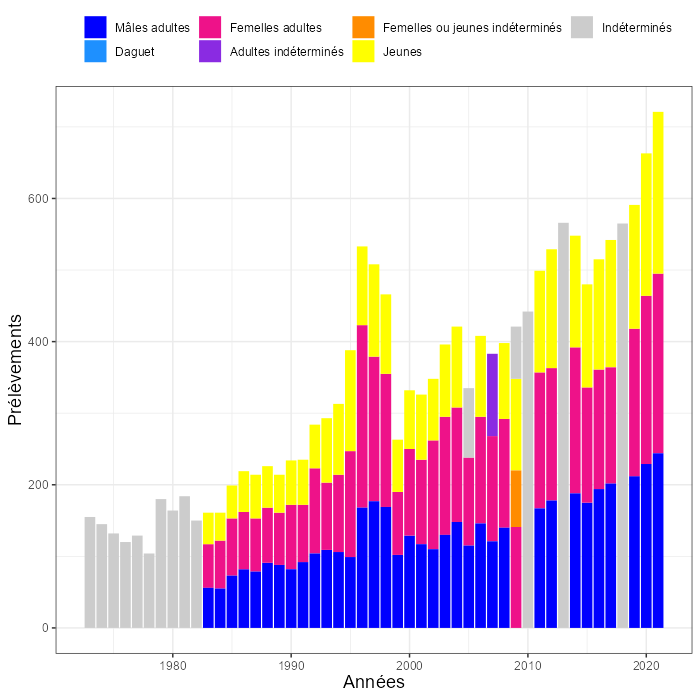 Mâles adultes Femelles adultes Femelles ou jeunes indéterminés Indéterminés
Daguet Adultes indéterminés Jeunes
Prélèvements
600
400
200
0
1980 1990 2000 2010 2020
Années